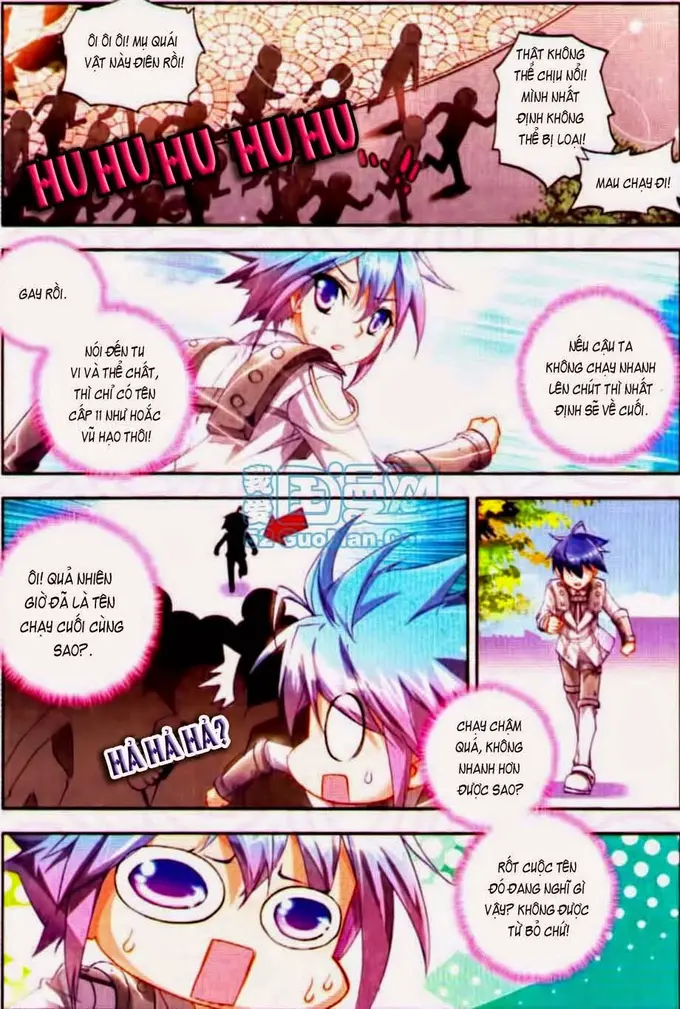 ÔI ÔI ÔI! MỤ QUÁI
VẬT NÀY ĐIÊN RỒI!
THẬT KHÔNG
THỂ CHỊU NỔI!
MÌNH NHẤT
ĐỊNH KHÔNG
THỂ BỊ LOẠI!
MAU CHẠY ĐI!
HU HU HU HU HU
...!!
GAY RỒI.
NÓI ĐẾN TU
VI VÀ THỂ CHẤT,
THÌ CHỈ CÓ TÊN
CẤP 11 NHƯ HOẮC
VŨ HẠO THÔI!
NẾU CẬU TA
KHÔNG CHẠY NHANH
LÊN CHÚT THÌ NHẤT
ĐỊNH SẼ VỀ CUỐI.
我爱国漫网
ÔI! QUẢ NHIÊN
GIỜ ĐÃ LÀ TÊN
CHẠY CUỐI CÙNG
SAO?.
HẢ HẢ HẢ?
CHẠY CHẬM
QUÁ, KHÔNG
NHANH HƠN
ĐƯỢC SAO?
RỐT CUỘC TÊN
ĐÓ ĐANG NGHĨ GÌ
VẬY? KHÔNG ĐƯỢC
TỪ BỎ CHỨ!